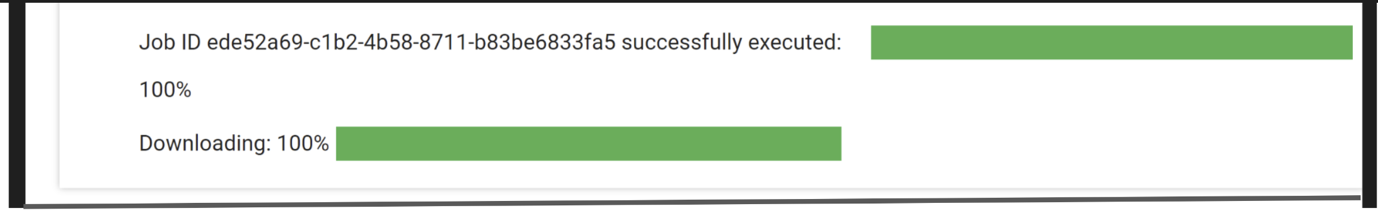 Job ID ede52a69-c1b2-4b58-8711-b83be6833fa5 successfully executed:
100%
Downloading: 100%